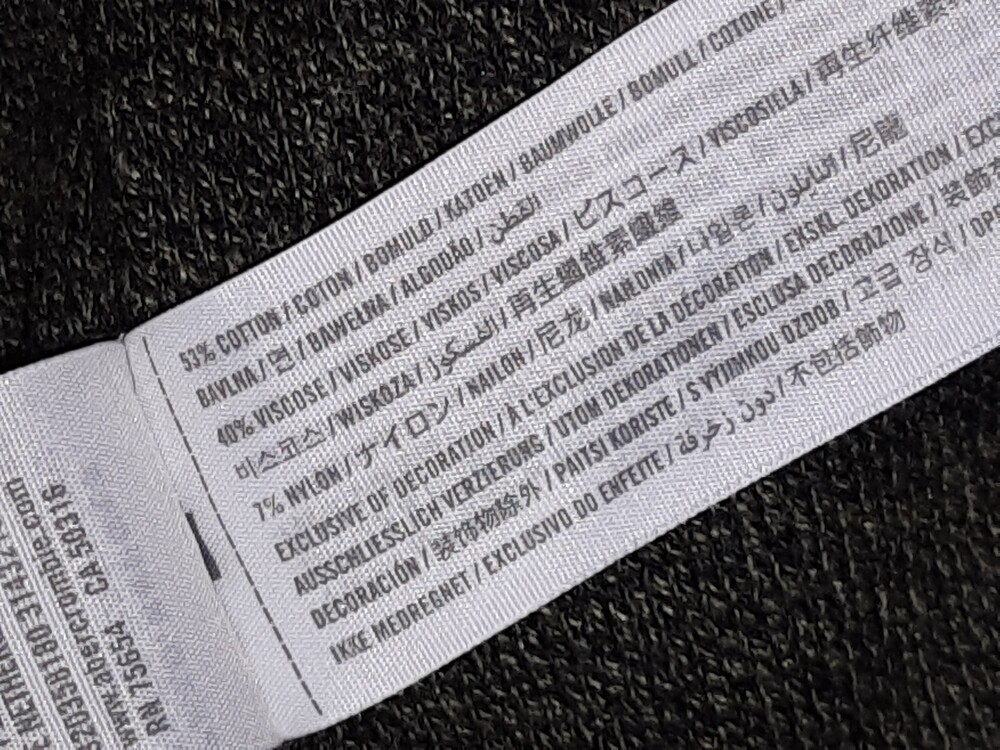 53% COTTON / COTON / BOMULD / KATOEN / BAUMWOLLE / BOMULL / COTONE /
BAVLNA / 면 / BAWEŁNA / ALGODÃO / القطن
40% VISCOSE / VISKOSE / VISKOS / VISCOSA / ビスコース / VISCOSIELA / 再生纤维素
비스코스 / WISKOZA / الفسكوز / 再生纖維素纖維
7% NYLON / ナイロン / NAILON / 尼龙 / NAILONIA / 나일론 / النايلون / 尼龍
EXCLUSIVE OF DECORATION / À L'EXCLUSION DE LA DÉCORATION / EKSKL. DEKORATION /
AUSSCHLIESSLICH VERZIERUNG / UTOM DEKORATIONEN / ESCLUSA DECORAZIONE / 装飾
DECORACIÓN / 装饰物除外 / PAITSI KORISTE / S VÝJIMKOU OZDOB / 고급 장식 /
IKKE MEDREGNET / EXCLUSIVO DO ENFEITE / دون زخرفة / 不包括飾物
RN 75654 CA 50316
www.abercrombie.com